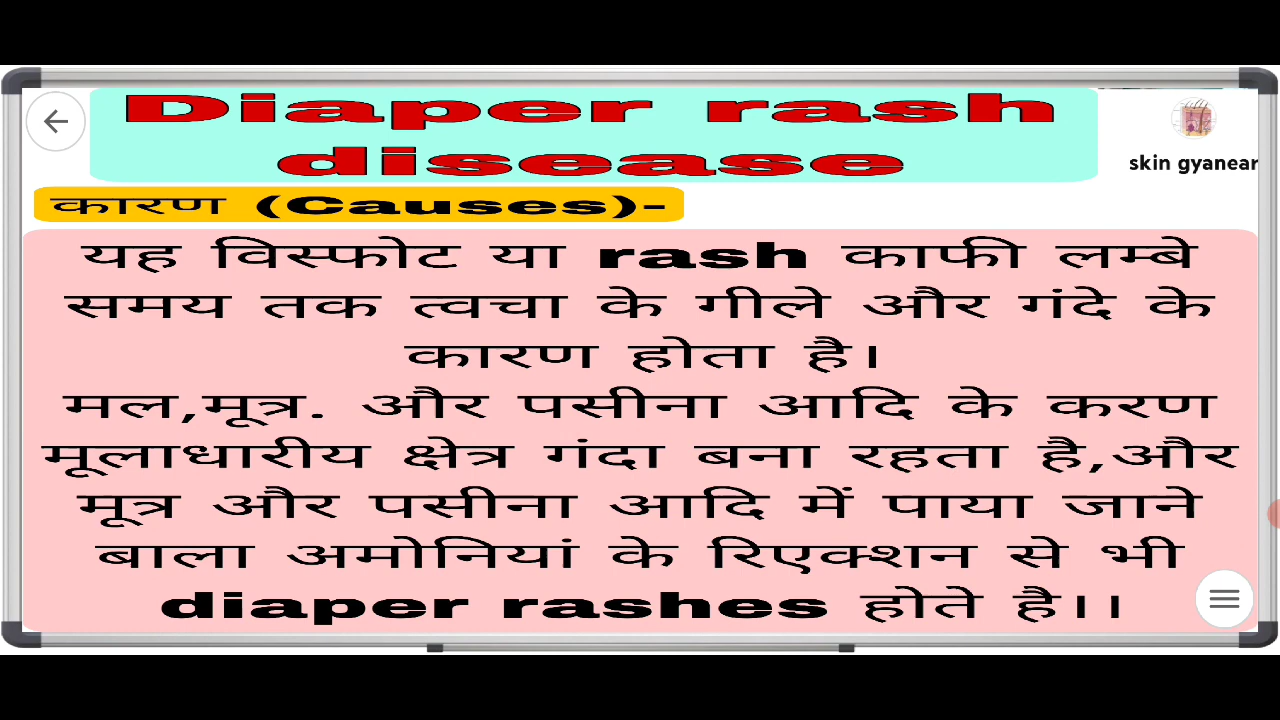 Diaper rash
disease
skin gyanear
कारण (Causes)-
यह विस्फोट या rash काफी लम्बे
समय तक त्वचा के गीले और गंदे के
कारण होता है।
मल,मूत्र. और पसीना आदि के करण
मूलाधारीय क्षेत्र गंदा बना रहता है,और
मूत्र और पसीना आदि में पाया जाने
बाला अमोनियां के रिएक्शन से भी
diaper rashes होते है।।